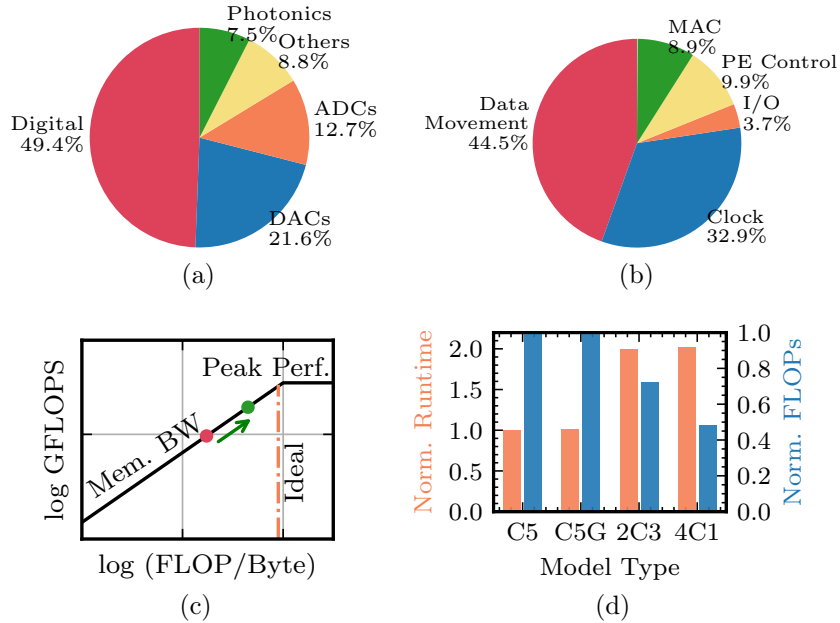 Photonics
7.5%
Others
8.8%
ADCs
12.7%
Digital
49.4%
DACs
21.6%
(a)
MAC
8.9%
PE Control
9.9%
I/O
3.7%
Data
Movement
44.5%
Clock
32.9%
(b)
log GFLOPS
Peak Perf.
Mem. BW
Ideal
log (FLOP/Byte)
(c)
Norm. Runtime
2.0
1.5
1.0
0.5
0.0
1.0
0.8
0.6
0.4
0.2
0.0
Norm. FLOPs
C5 C5G 2C3 4C1
Model Type
(d)